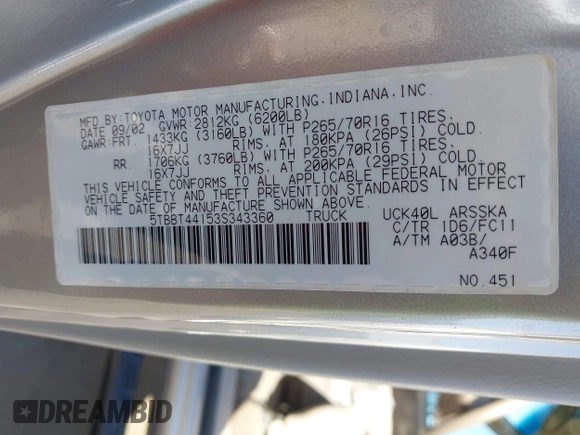 MFD.BY:TOYOTA MOTOR MANUFACTURING,INDIANA,INC.
DATE 09/02 GVWR:2812KG (6200LB)
GAWR:FRT. 1433KG (3160LB) WITH P265/70R16 TIRES,
16X7JJ RIMS, AT 180KPA (26PSI) COLD.
RR. 1706KG (3760LB) WITH P265/70R16 TIRES,
16X7JJ RIMS, AT 200KPA (29PSI) COLD.
THIS VEHICLE CONFORMS TO ALL APPLICABLE FEDERAL MOTOR
VEHICLE SAFETY AND THEFT PREVENTION STANDARDS IN EFFECT
ON THE DATE OF MANUFACTURE SHOWN ABOVE.
5TBBT44153S343360 TRUCK UCK40L ARSSKA
C/TR 1D6/FC11
A/TM A03B/
A340F
NO.451
DREAMBID